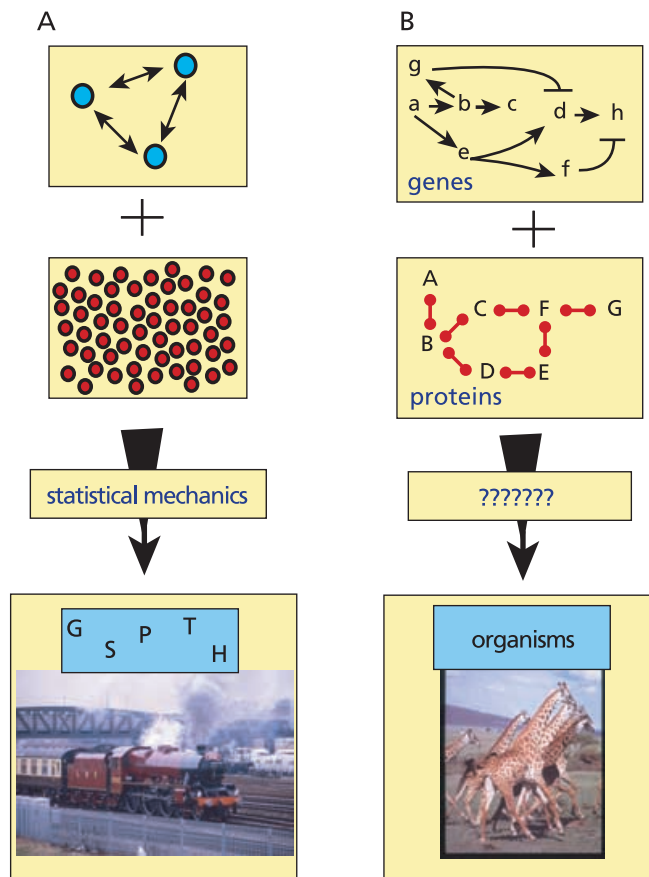 A
statistical mechanics
G S P T H
B
g
a b c d h
e
f
genes
A
C F G
B
D E
proteins
???????
organisms